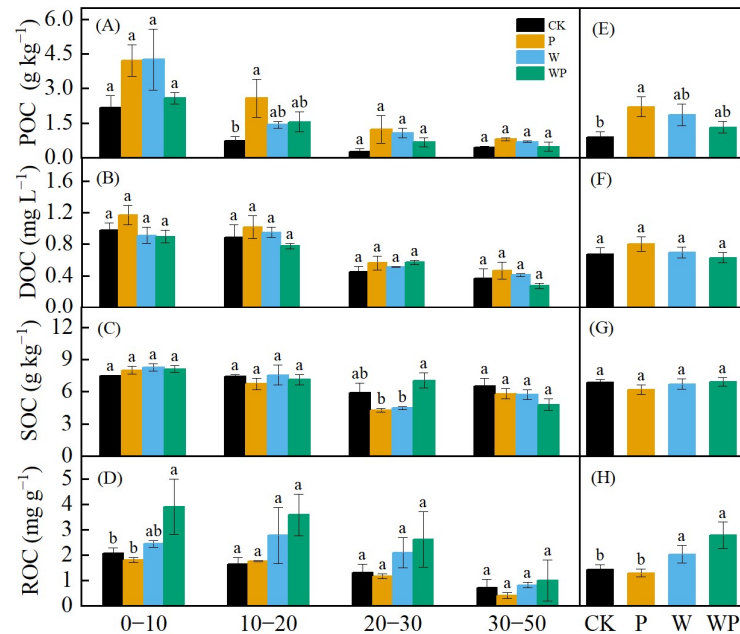 (A)
CK
P
W
WP
(E)
POC (g kg⁻¹)
6.0
4.5
3.0
1.5
0.0
a a a a
b a ab ab
a a a a
a a a a
b a ab ab
(B)
(F)
DOC (mg L⁻¹)
1.6
1.2
0.8
0.4
0.0
a a a a
a a a a
a a a a
a a a a
a a a a
(C)
(G)
SOC (g kg⁻¹)
12
9
6
3
0
a a a a
a a a a
ab b b a
a a a a
a a a a
(D)
(H)
ROC (mg g⁻¹)
5
4
3
2
1
0
b b ab a
a a a a
a a a a
a a a a
b b a a
0−10 10−20 20−30 30−50 CK P W WP